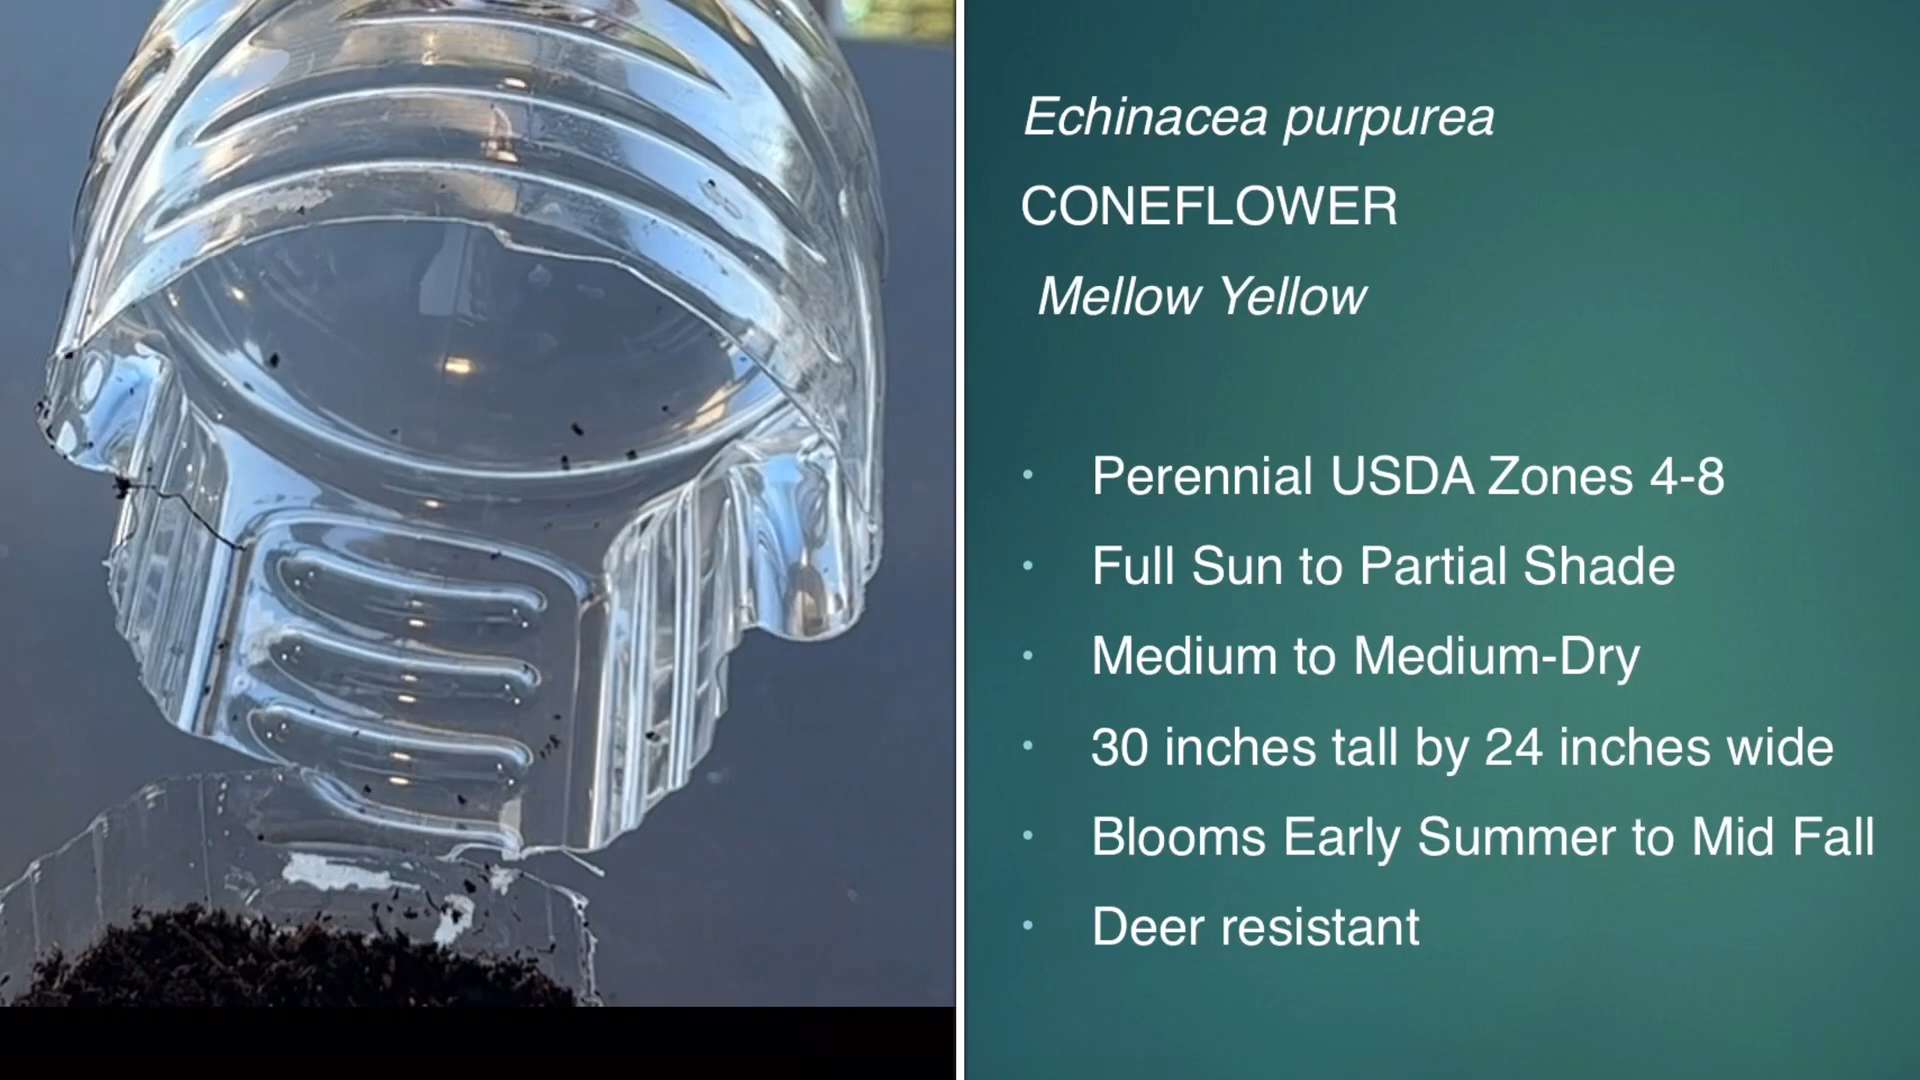 Echinacea purpurea
CONEFLOWER
Mellow Yellow
• Perennial USDA Zones 4-8
• Full Sun to Partial Shade
• Medium to Medium-Dry
• 30 inches tall by 24 inches wide
• Blooms Early Summer to Mid Fall
• Deer resistant